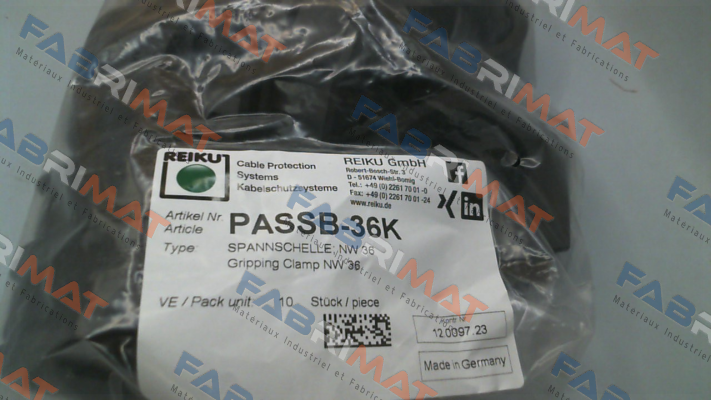 REIKU
Cable Protection
Systems
Kabelschutzsysteme
REIKU GmbH
Robert-Bosch-Str. 3
D - 51674 Wiehl-Bomig
Tel.: +49 (0) 2261 70 01 -0
Fax: +49 (0) 2261 70 01 -24
www.reiku.de
Artikel Nr.
Article
PASSB-36K
Type:
SPANNSCHELLE; NW 36
Gripping Clamp NW 36,
VE / Pack unit: 10 Stück / piece
120097.23
Made in Germany
FABRIMAT
Materiaux Industriel et Fabrications